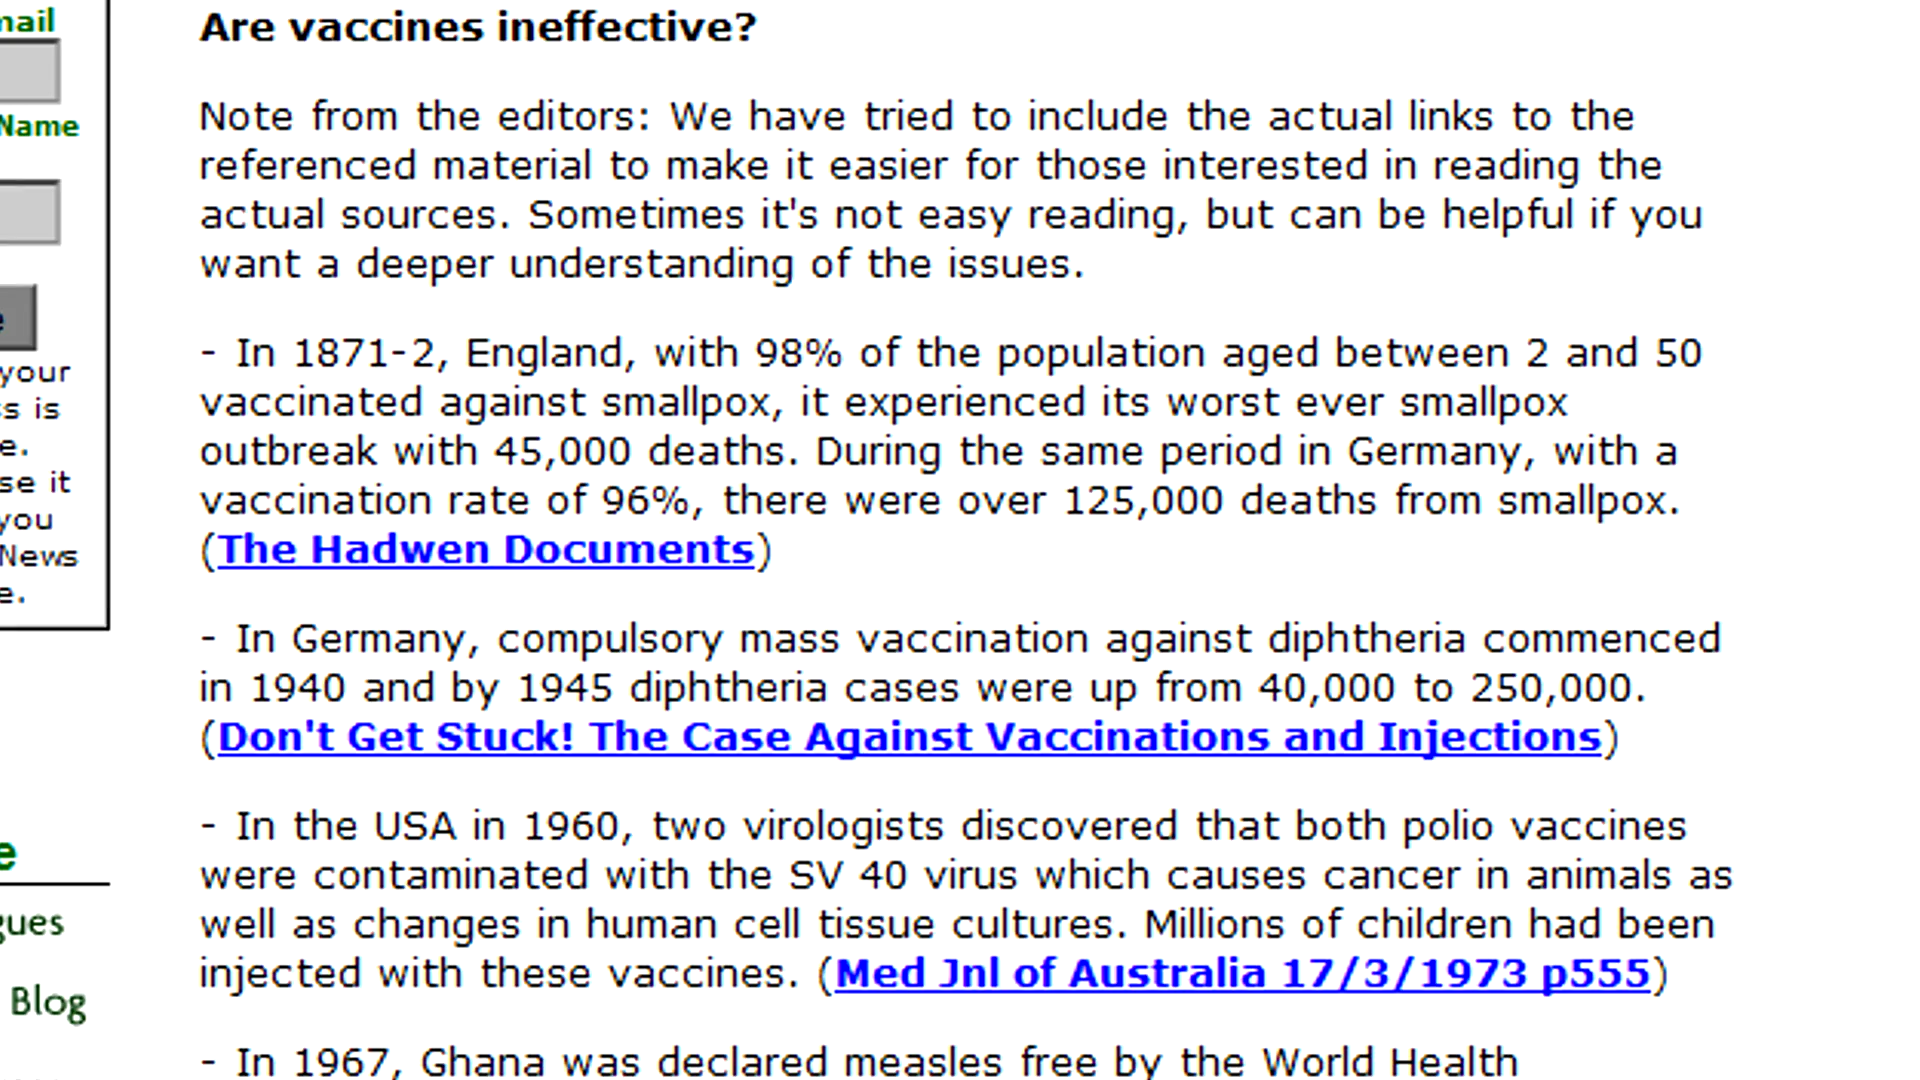 mail
Name
e
your
s is
e.
se it
you
News
e.
e
gues
Blog
Are vaccines ineffective?
Note from the editors: We have tried to include the actual links to the
referenced material to make it easier for those interested in reading the
actual sources. Sometimes it's not easy reading, but can be helpful if you
want a deeper understanding of the issues.
- In 1871-2, England, with 98% of the population aged between 2 and 50
vaccinated against smallpox, it experienced its worst ever smallpox
outbreak with 45,000 deaths. During the same period in Germany, with a
vaccination rate of 96%, there were over 125,000 deaths from smallpox.
(The Hadwen Documents)
- In Germany, compulsory mass vaccination against diphtheria commenced
in 1940 and by 1945 diphtheria cases were up from 40,000 to 250,000.
(Don't Get Stuck! The Case Against Vaccinations and Injections)
- In the USA in 1960, two virologists discovered that both polio vaccines
were contaminated with the SV 40 virus which causes cancer in animals as
well as changes in human cell tissue cultures. Millions of children had been
injected with these vaccines. (Med Jnl of Australia 17/3/1973 p555)
- In 1967, Ghana was declared measles free by the World Health